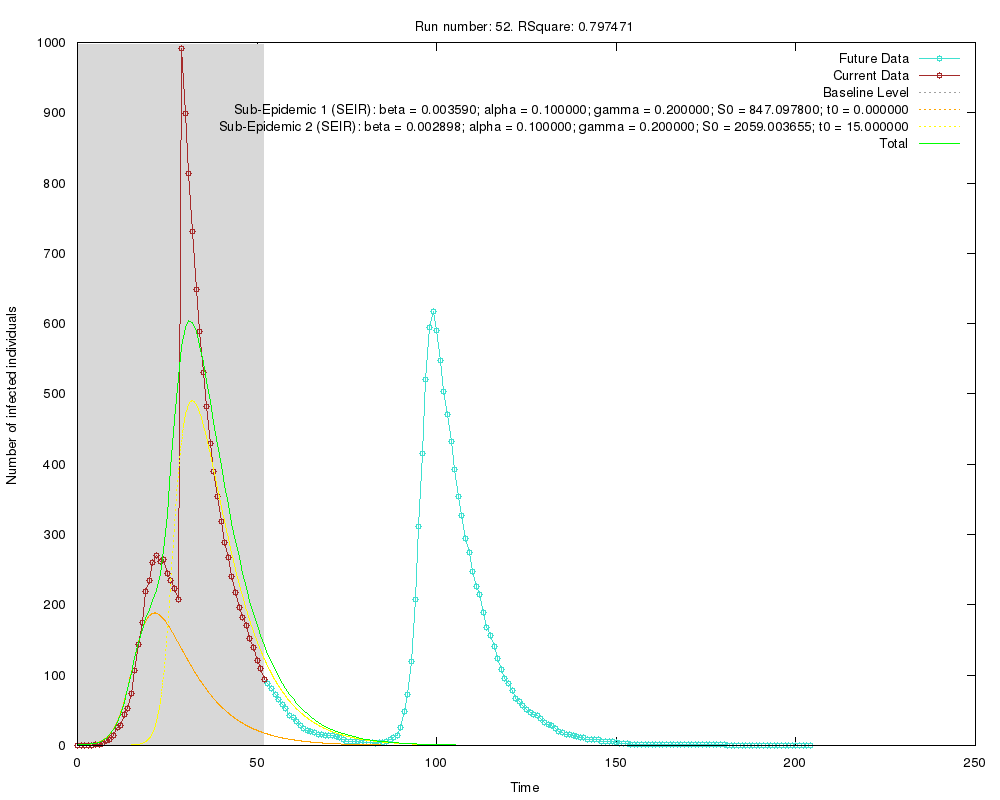 Run number: 52. RSquare: 0.797471
1000
900
800
700
600
500
400
300
200
100
0
Number of infected individuals
Future Data
Current Data
Baseline Level
Sub-Epidemic 1 (SEIR): beta = 0.003590; alpha = 0.100000; gamma = 0.200000; S0 = 847.097800; t0 = 0.000000
Sub-Epidemic 2 (SEIR): beta = 0.002898; alpha = 0.100000; gamma = 0.200000; S0 = 2059.003655; t0 = 15.000000
Total
0 50 100 150 200 250
Time